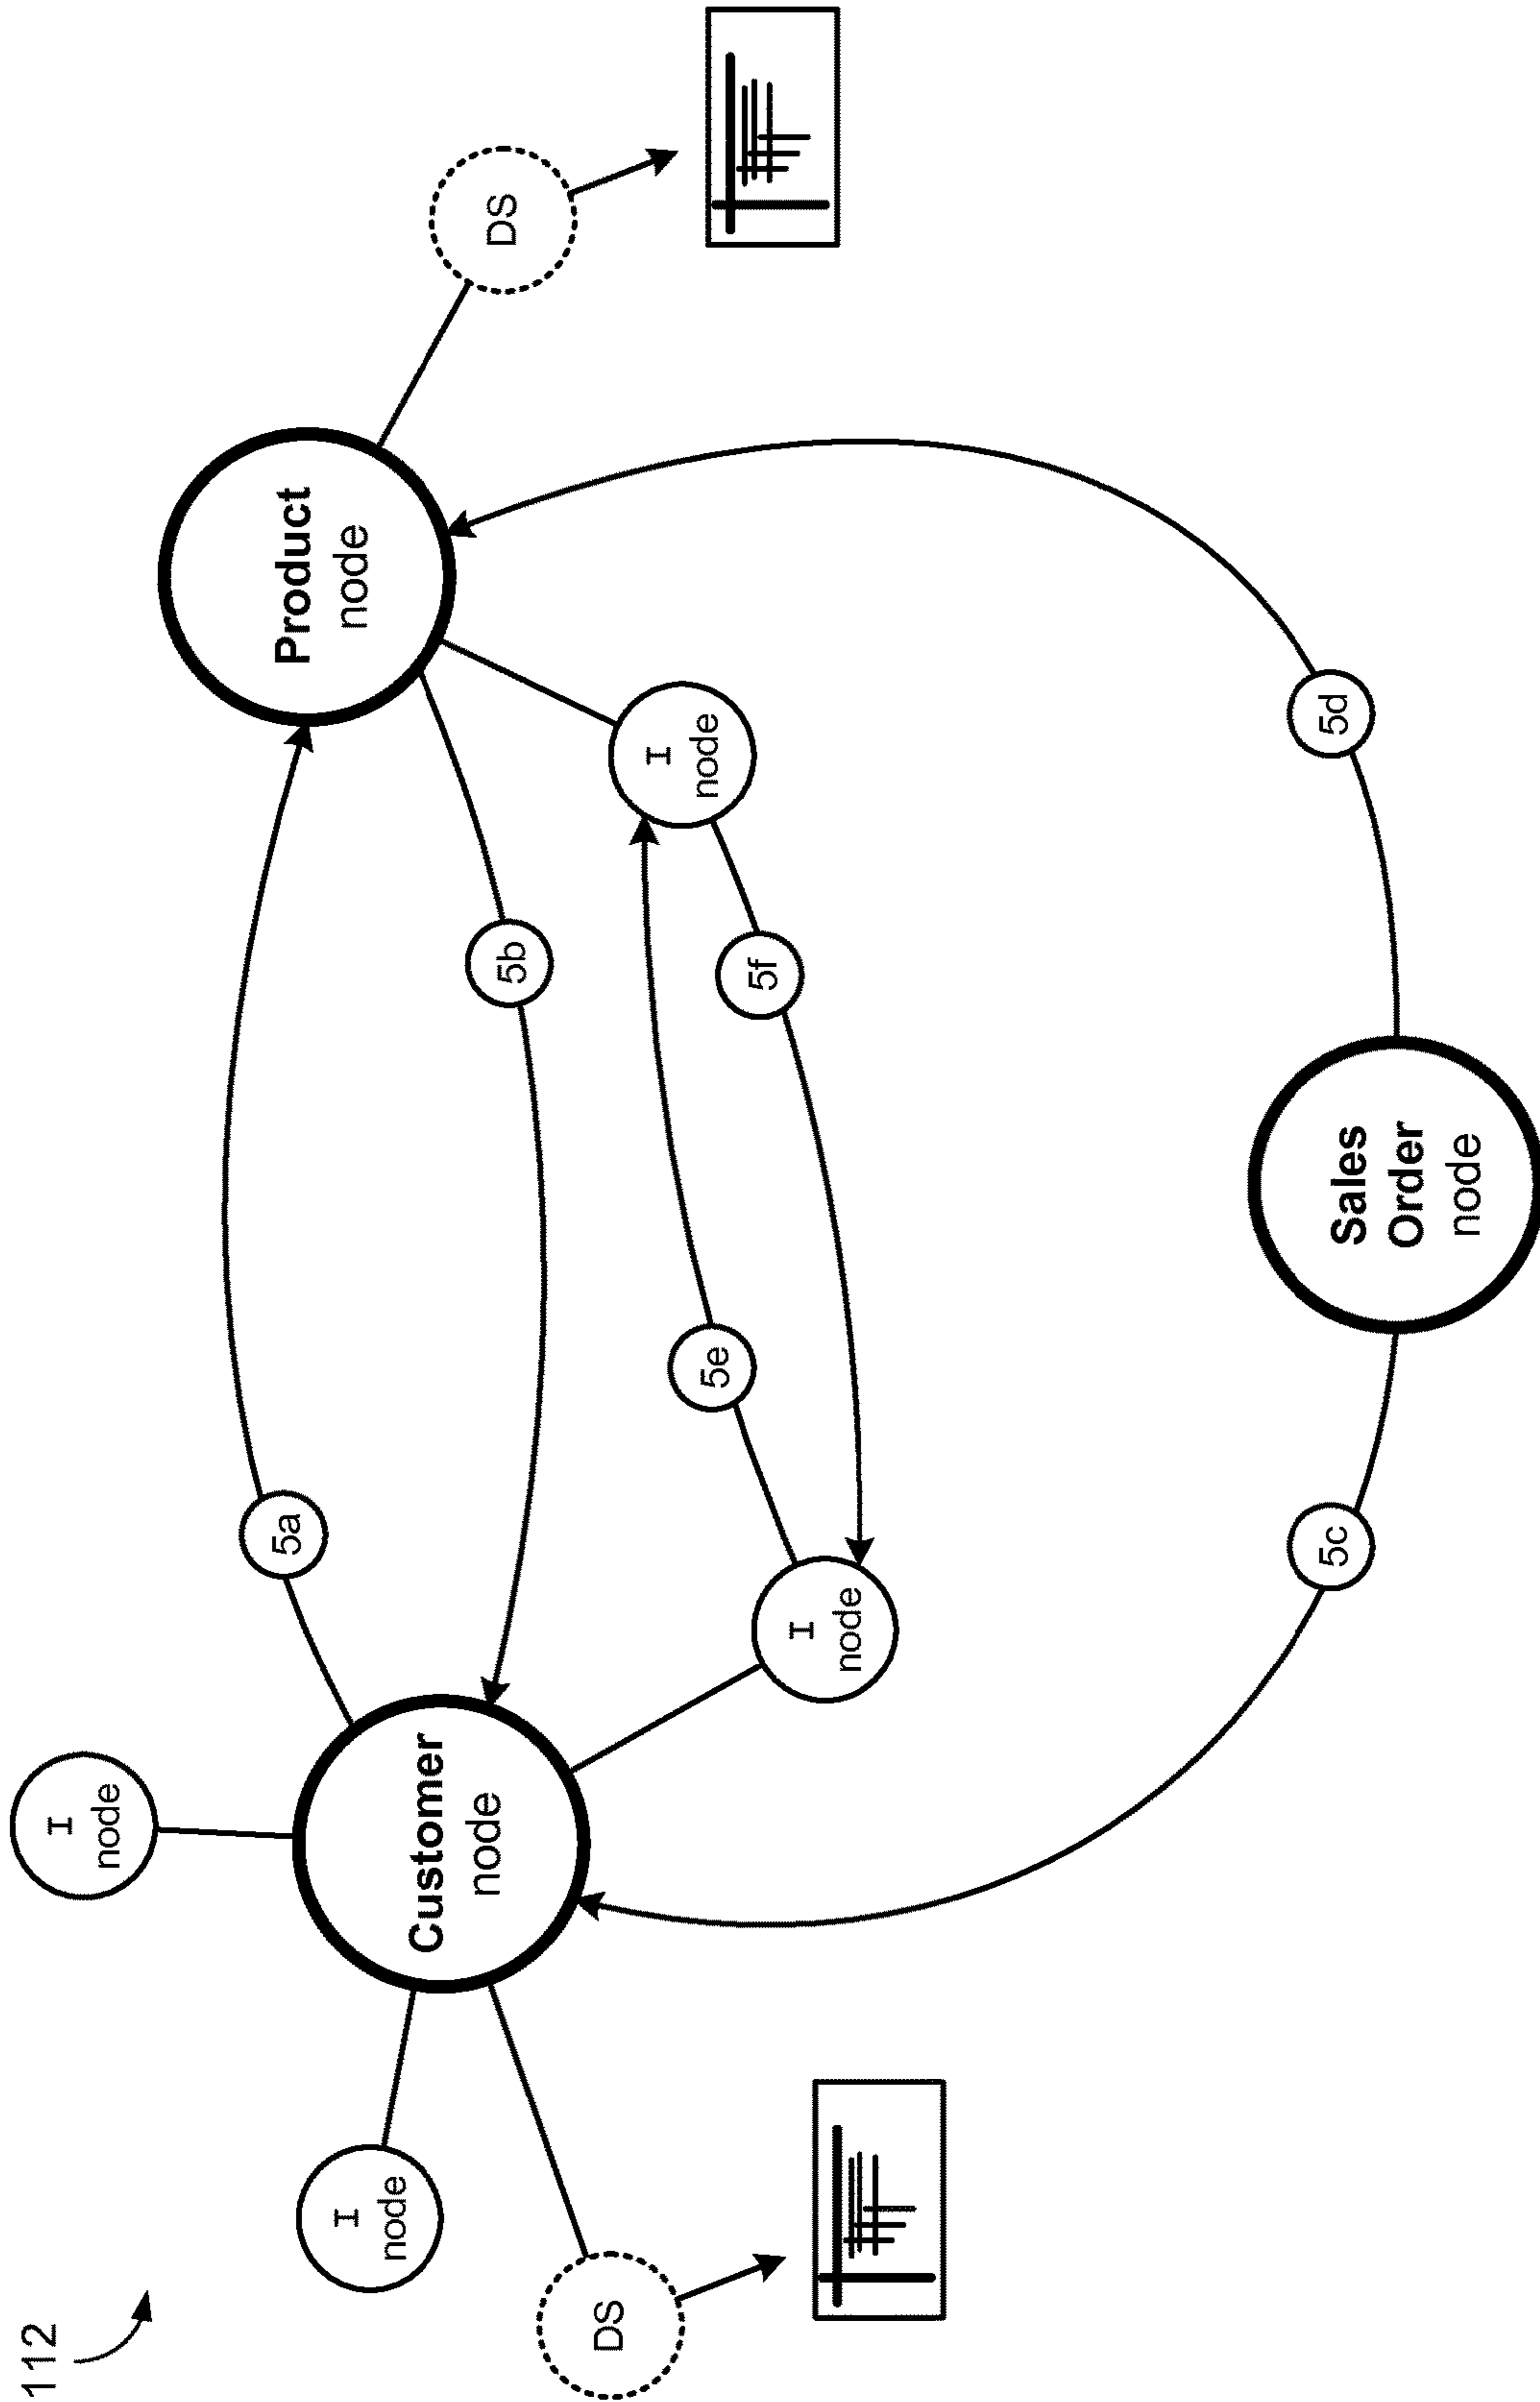 112
I
node
I
node
DS
Customer
node
5a
5b
Product
node
DS
I
node
5e
5f
I
node
5c
Sales
Order
node
5d